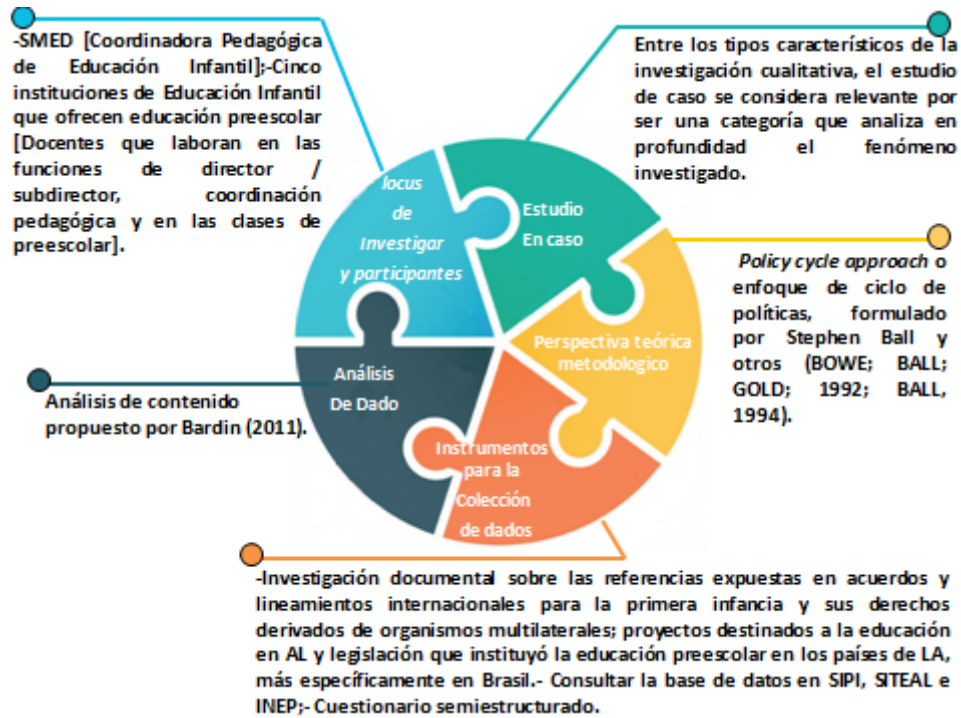 -SMED [Coordinadora Pedagógica
de Educación Infantil];-Cinco
instituciones de Educación Infantil
que ofrecen educación preescolar
[Docentes que laboran en las
funciones de director /
subdirector, coordinación
pedagógica y en las clases de
preescolar].
Entre los tipos característicos de la
investigación cualitativa, el estudio
de caso se considera relevante por
ser una categoría que analiza en
profundidad el fenómeno
investigado.
locus
de
Investigar
y participantes
Estudio
En caso
Policy cycle approach o
enfoque de ciclo de
políticas, formulado
por Stephen Ball y
otros (BOWE; BALL;
GOLD; 1992; BALL,
1994).
Perspectiva teórica
metodologico
Análisis
De Dado
Análisis de contenido
propuesto por Bardin (2011).
Instrumentos
para la
Colección
de dados
-Investigación documental sobre las referencias expuestas en acuerdos y
lineamientos internacionales para la primera infancia y sus derechos
derivados de organismos multilaterales; proyectos destinados a la educación
en AL y legislación que instituyó la educación preescolar en los países de LA,
más específicamente en Brasil.- Consultar la base de datos en SIPI, SITEAL e
INEP;- Cuestionario semiestructurado.